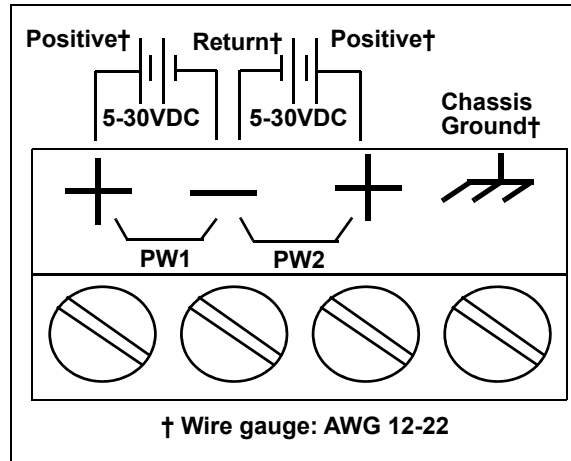 Positive† Return† Positive†
5-30VDC 5-30VDC
Chassis
Ground†
PW1 PW2
† Wire gauge: AWG 12-22